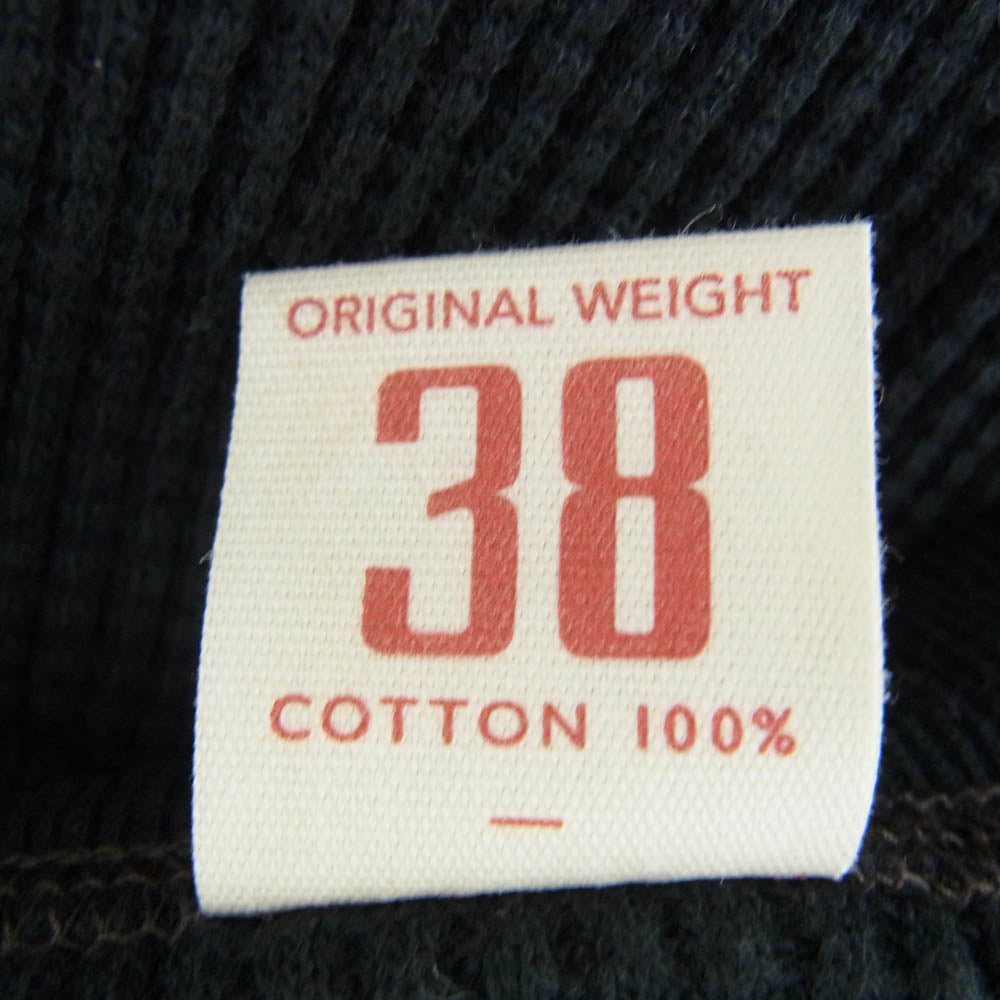 ORIGINAL WEIGHT
38
COTTON 100%
—